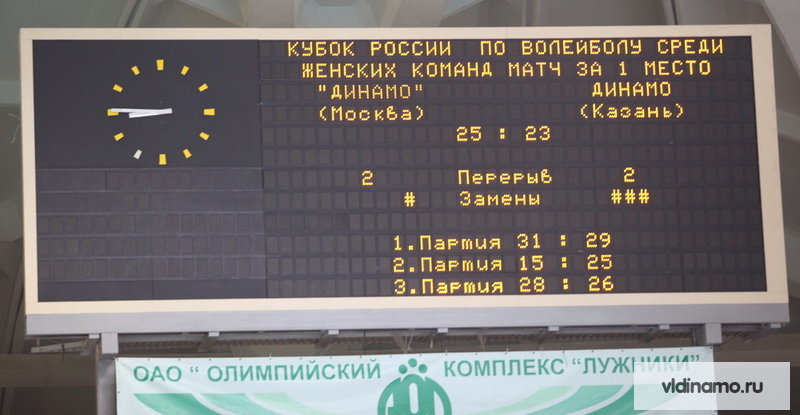 КУБОК РОССИИ ПО ВОЛЕЙБОЛУ СРЕДИ
ЖЕНСКИХ КОМАНД МАТЧ ЗА 1 МЕСТО
"ДИНАМО" ДИНАМО
(Москва) (Казань)
25 : 23
2 Перерыв 2
# Замены ###
1.Партия 31 : 29
2.Партия 15 : 25
3.Партия 28 : 26
ОАО " ОЛИМПИЙСКИЙ КОМПЛЕКС "ЛУЖНИКИ"
vldinamo.ru